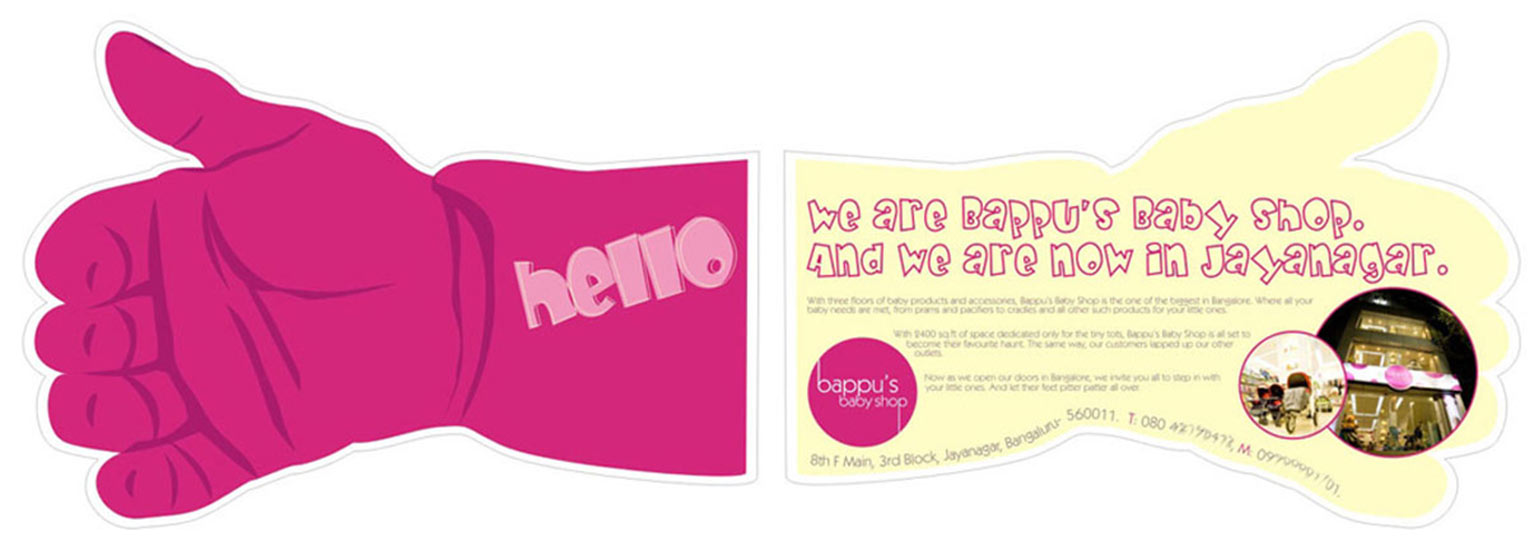 hello
We are Bappu's Baby Shop.
And we are now in Jayanagar.
With three floors of baby products and accessories, Bappu's Baby Shop is the one of the biggest in Bangalore. Where all your
baby needs are met, from prams and pacifiers to cradles and all other such products for your little ones.
With 2400 sq.ft of space dedicated only for the tiny tots, Bappu's Baby Shop is all set to
become their favourite haunt. The same way, our customers lapped up our other
outlets.
Now as we open our doors in Bangalore, we invite you all to step in with
your little ones. And let their feet pitter patter all over.
bappu's
baby shop
8th F Main, 3rd Block, Jayanagar, Bangaluru- 560011. T: 080 M: